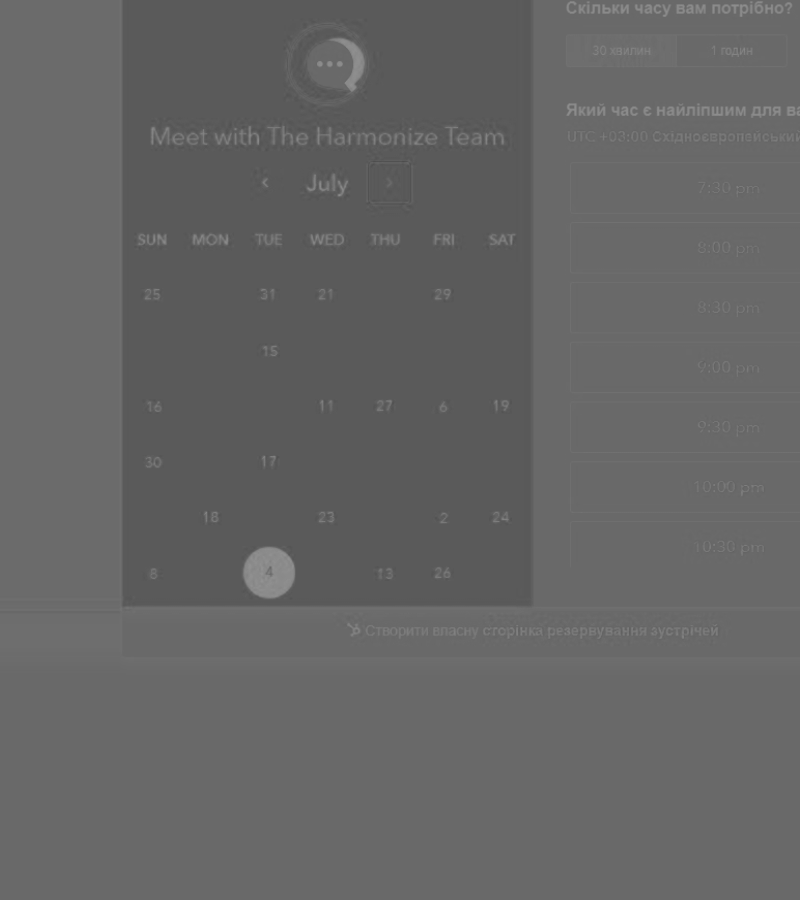 Скільки часу вам потрібно?
30 хвилин
1 годин
Meet with The Harmonize Team
July
SUN MON TUE WED THU FRI SAT
25 31 21 29
15
16 11 27 6 19
30 17
18 23 2 24
8 4 13 26
Який час є найліпшим для
UTC +03:00 Східноєвропейський
7:30 pm
8:00 pm
8:30 pm
9:00 pm
9:30 pm
10:00 pm
10:30 pm
Створити власну сторінка резервування зустрічей